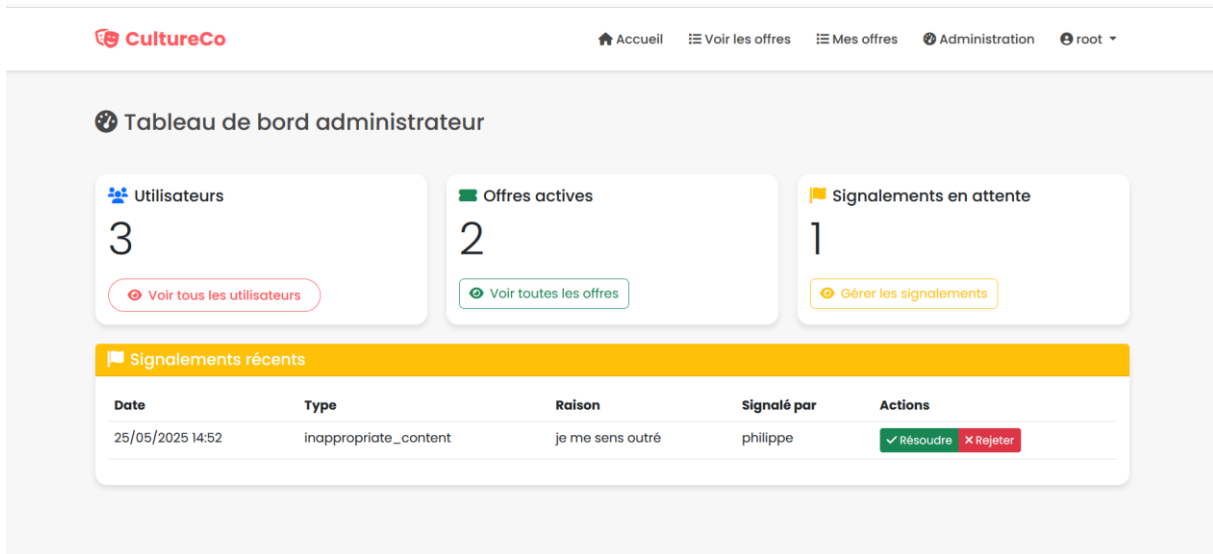 CultureCo Accueil Voir les offres Mes offres Administration root
Tableau de bord administrateur
Utilisateurs
3
Voir tous les utilisateurs
Offres actives
2
Voir toutes les offres
Signalements en attente
1
Gérer les signalements
Signalements récents
Date Type Raison Signalé par Actions
25/05/2025 14:52 inappropriate_content je me sens outré philippe Résoudre Rejeter